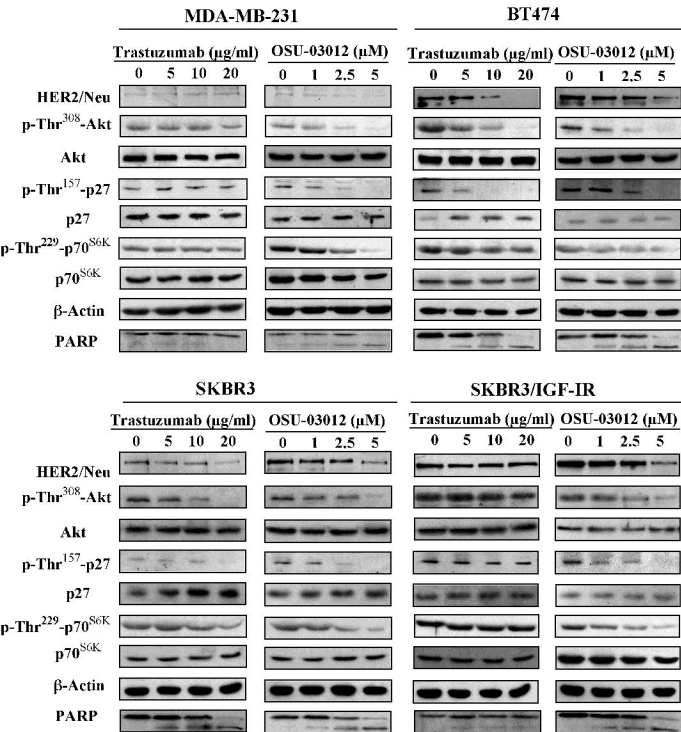 MDA-MB-231 BT474
Trastuzumab (µg/ml) OSU-03012 (µM) Trastuzumab (µg/ml) OSU-03012 (µM)
0 5 10 20 0 1 2.5 5 0 5 10 20 0 1 2.5 5
HER2/Neu
p-Thr³⁰⁸-Akt
Akt
p-Thr¹⁵⁷-p27
p27
p-Thr²²⁹-p70ˢ⁶ᴷ
p70ˢ⁶ᴷ
β-Actin
PARP
SKBR3 SKBR3/IGF-IR
Trastuzumab (µg/ml) OSU-03012 (µM) Trastuzumab (µg/ml) OSU-03012 (µM)
0 5 10 20 0 1 2.5 5 0 5 10 20 0 1 2.5 5
HER2/Neu
p-Thr³⁰⁸-Akt
Akt
p-Thr¹⁵⁷-p27
p27
p-Thr²²⁹-p70ˢ⁶ᴷ
p70ˢ⁶ᴷ
β-Actin
PARP